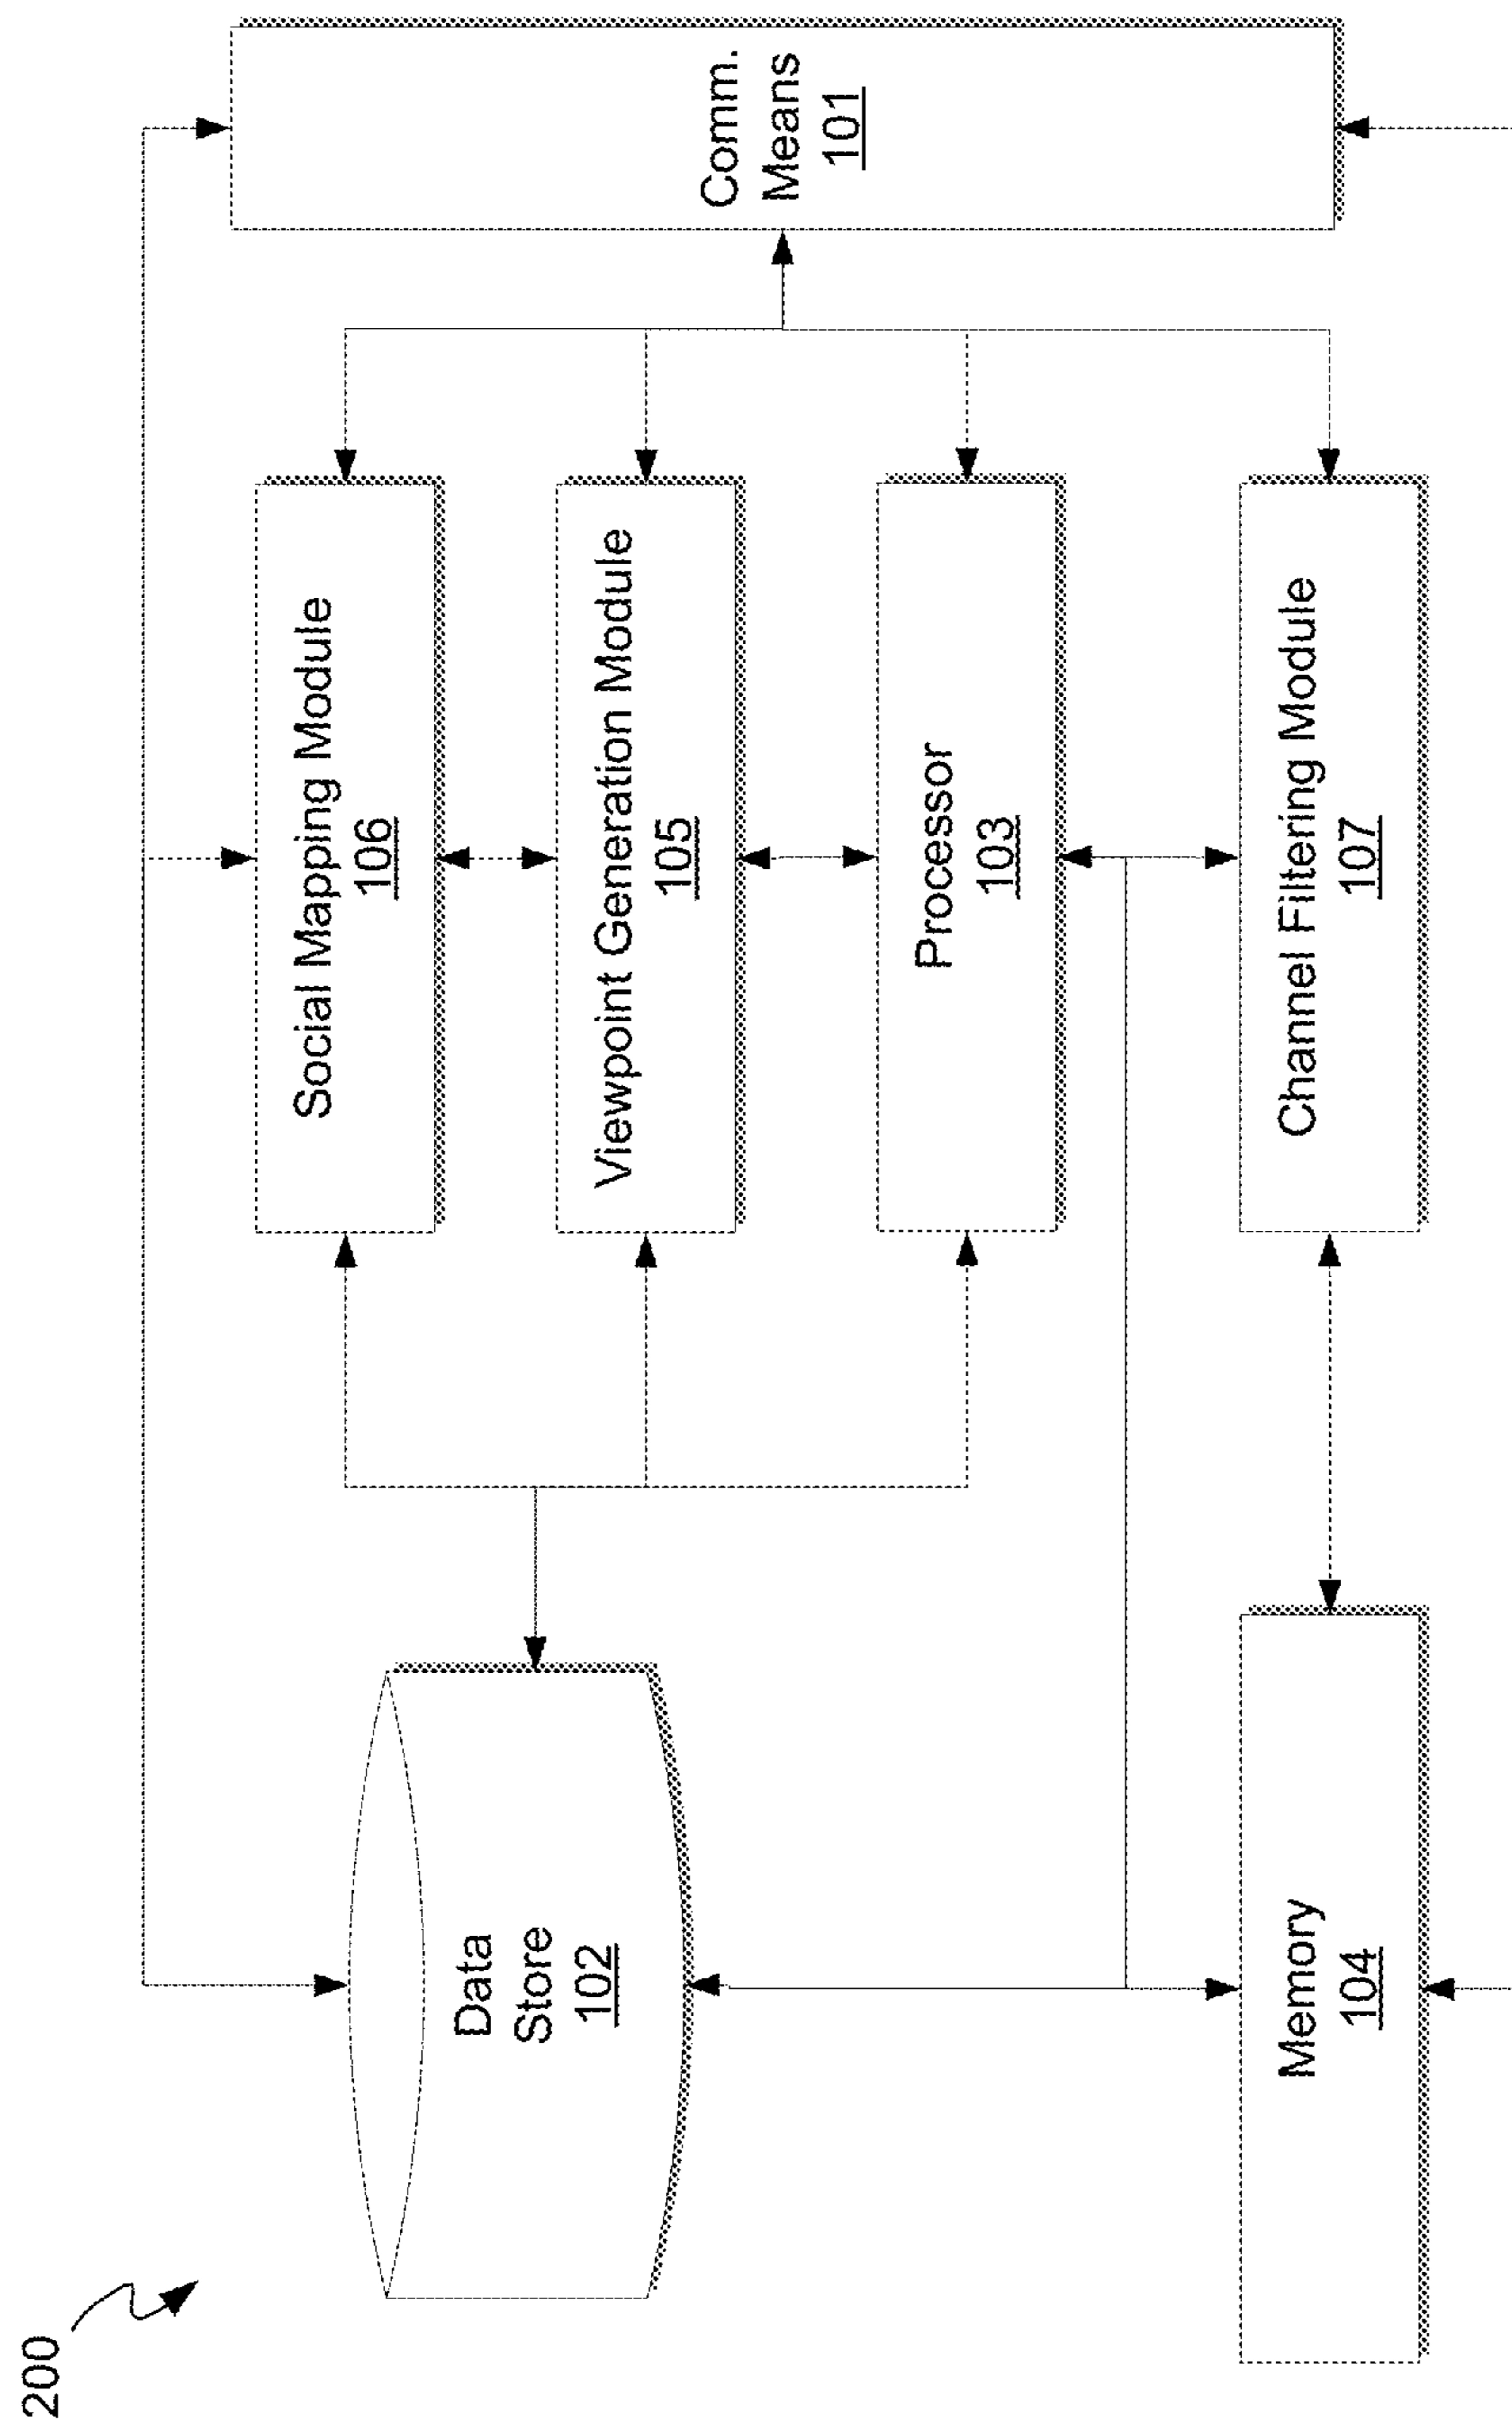 200
Data
Store
102
Memory
104
Social Mapping Module
106
Viewpoint Generation Module
105
Processor
103
Channel Filtering Module
107
Comm.
Means
101